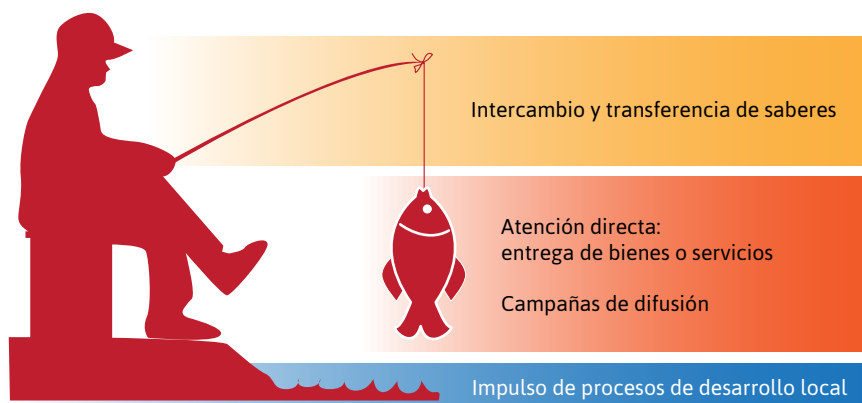 Intercambio y transferencia de saberes
Atención directa:
entrega de bienes o servicios
Campañas de difusión
Impulso de procesos de desarrollo local